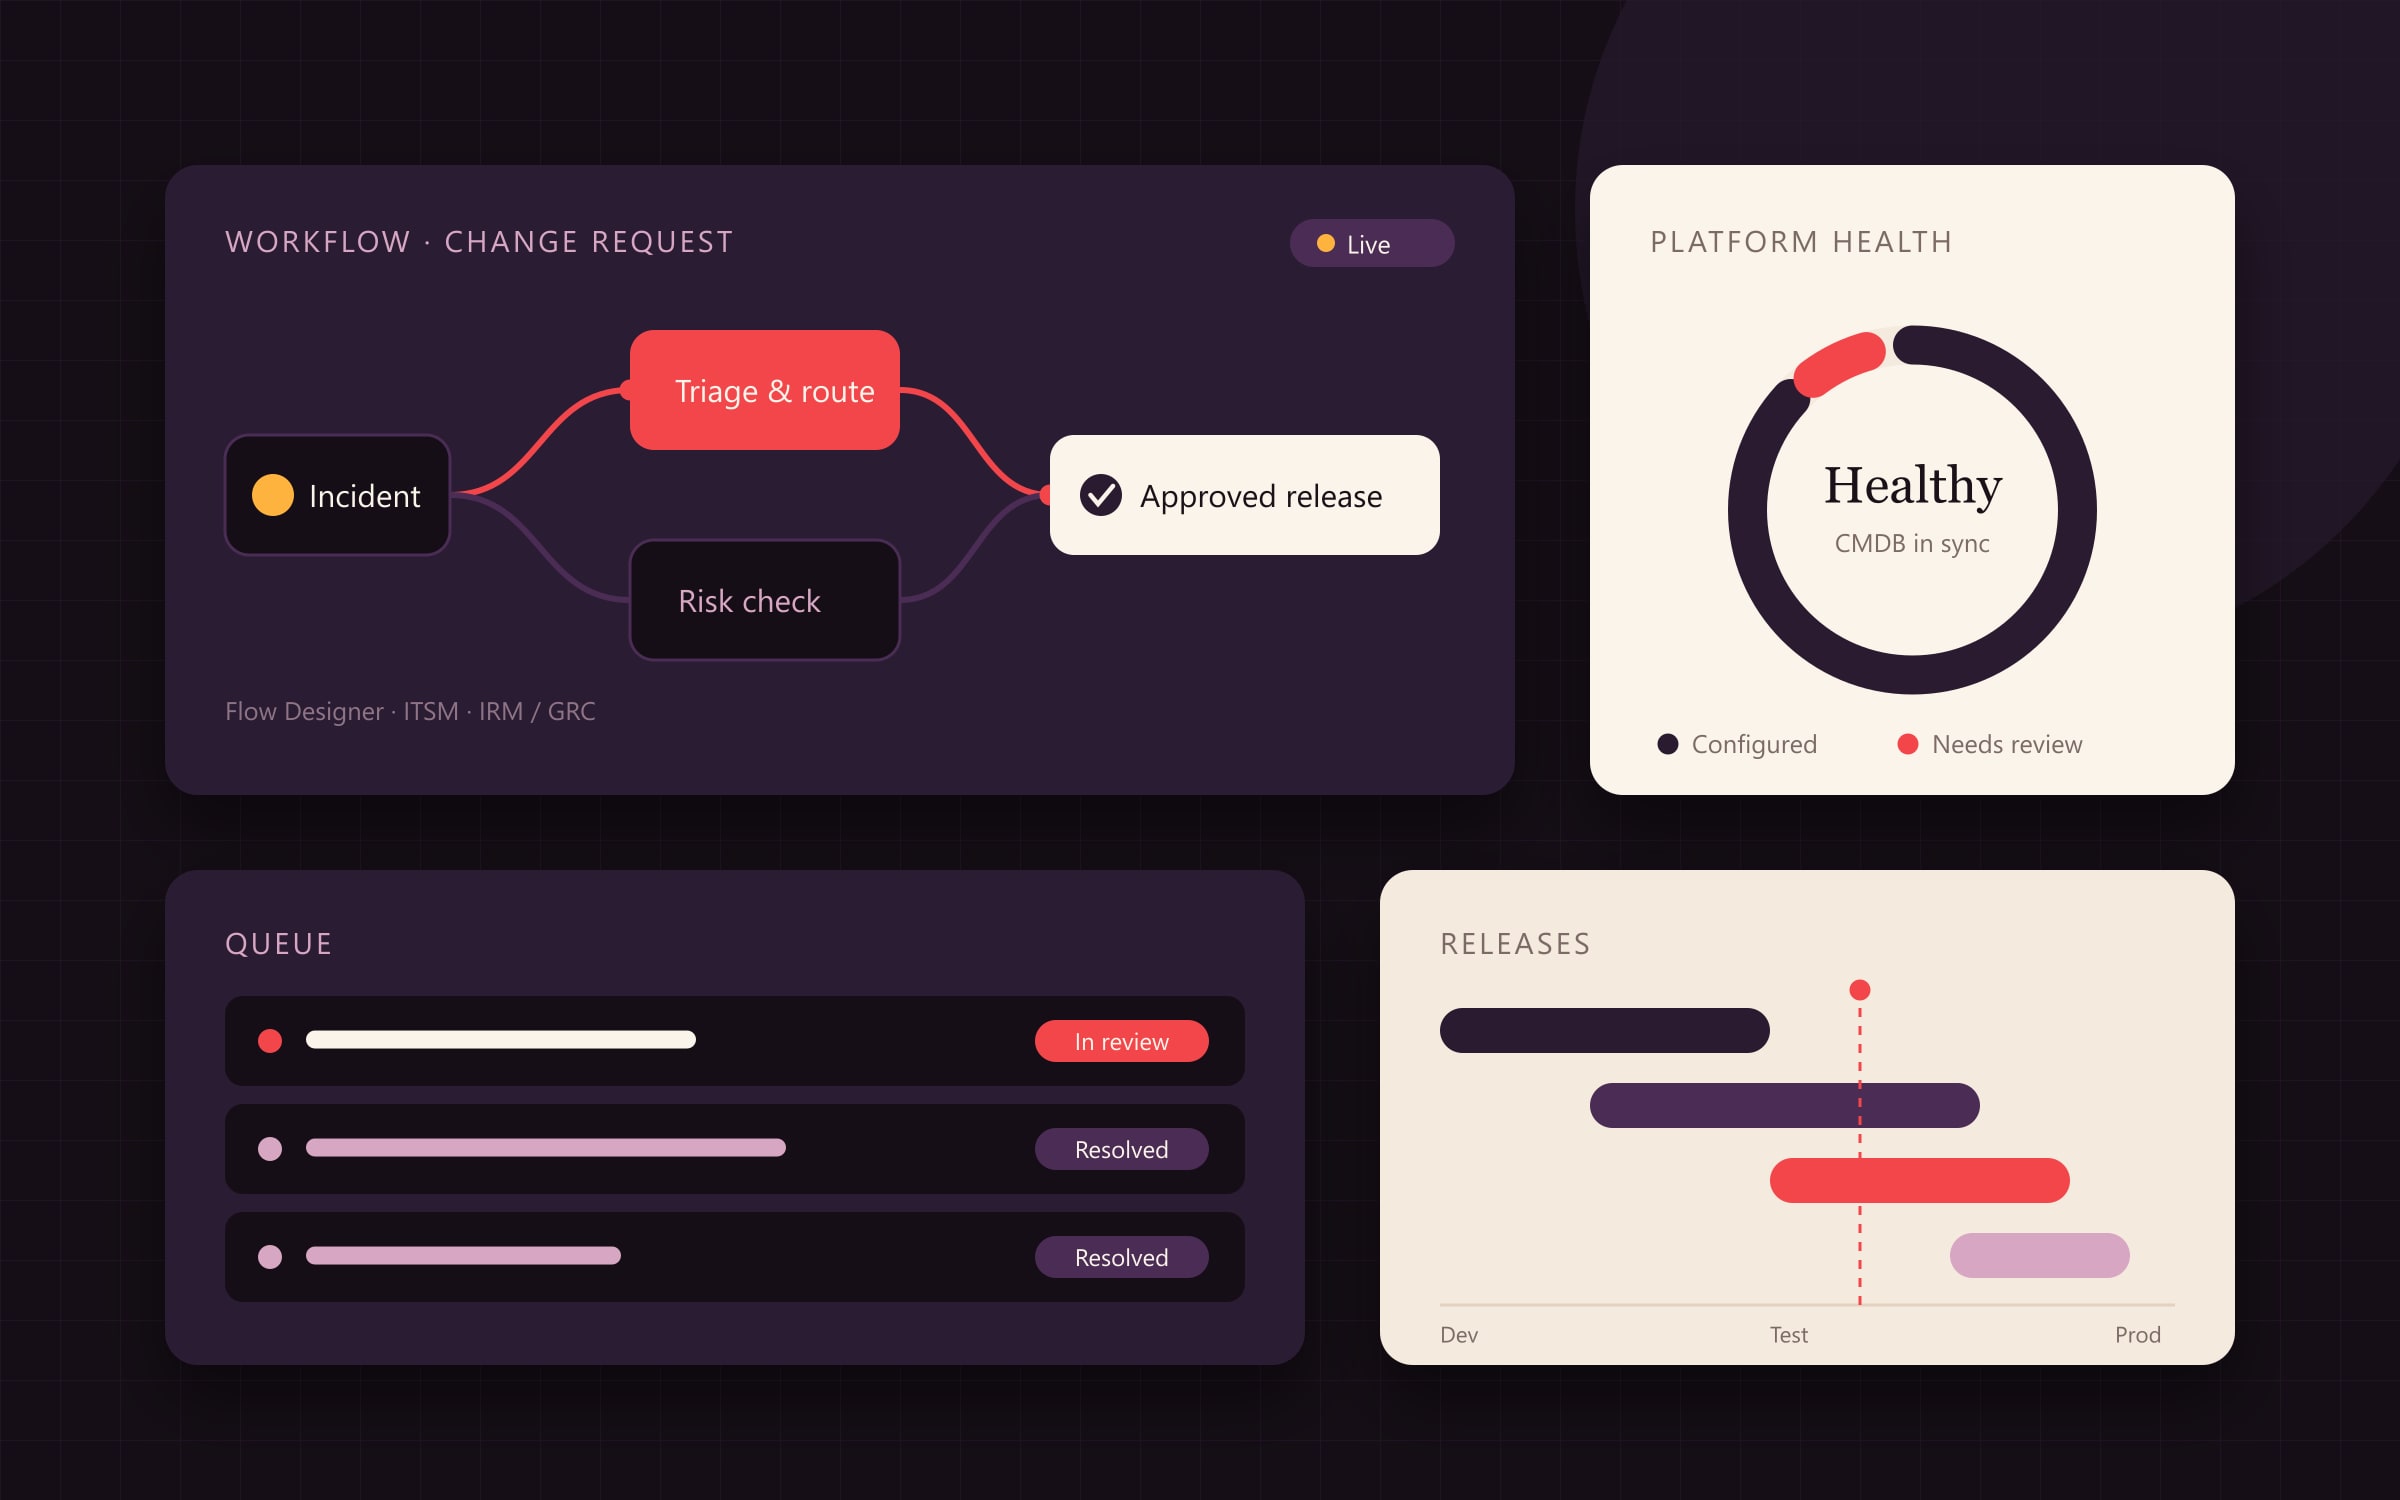 WORKFLOW · CHANGE REQUEST
Live
Triage & route
Incident
Approved release
Risk check
Flow Designer · ITSM · IRM / GRC
PLATFORM HEALTH
Healthy
CMDB in sync
Configured
Needs review
QUEUE
In review
Resolved
Resolved
RELEASES
Dev
Test
Prod